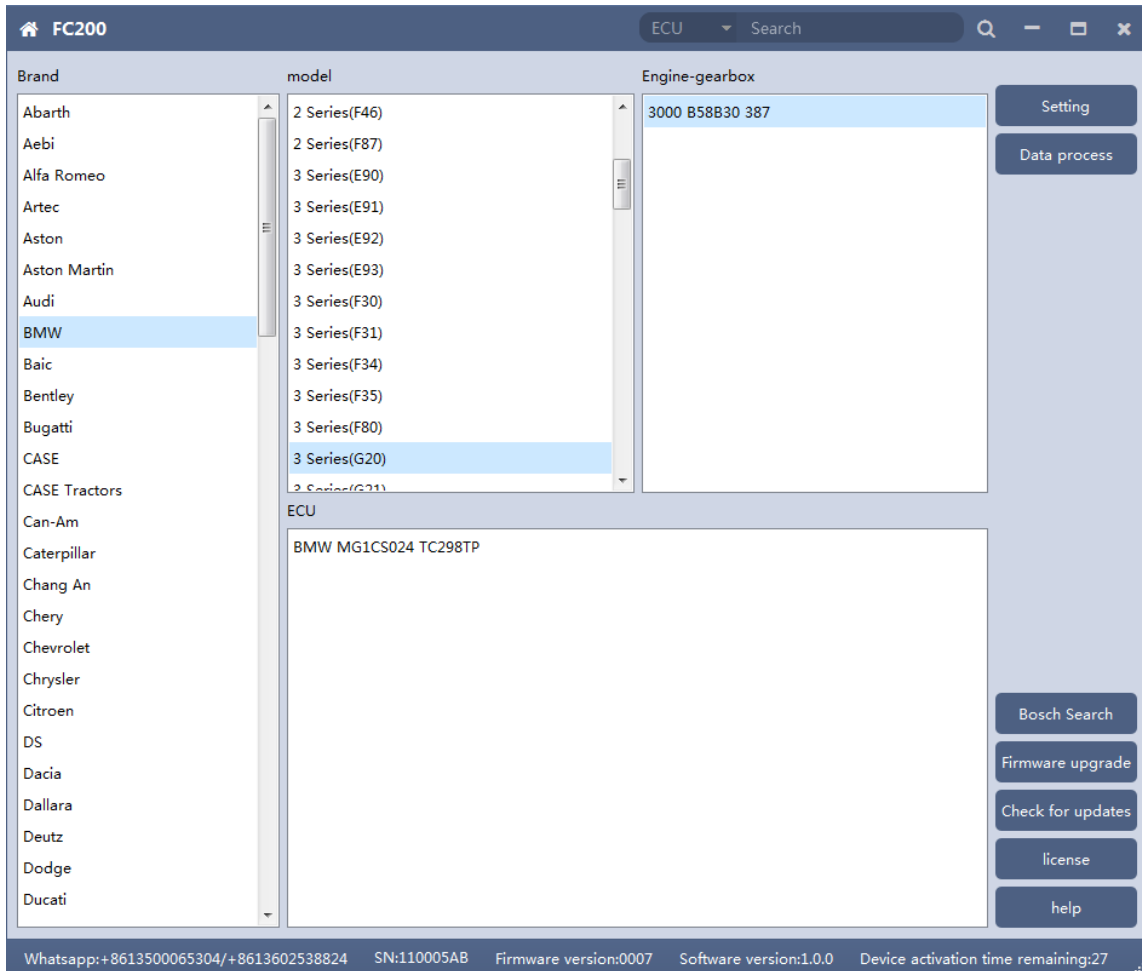 FC200
ECU
Search
Brand
model
Engine-gearbox
Abarth
Aebi
Alfa Romeo
Artec
Aston
Aston Martin
Audi
BMW
Baic
Bentley
Bugatti
CASE
CASE Tractors
Can-Am
Caterpillar
Chang An
Chery
Chevrolet
Chrysler
Citroen
DS
Dacia
Dallara
Deutz
Dodge
Ducati
2 Series(F46)
2 Series(F87)
3 Series(E90)
3 Series(E91)
3 Series(E92)
3 Series(E93)
3 Series(F30)
3 Series(F31)
3 Series(F34)
3 Series(F35)
3 Series(F80)
3 Series(G20)
3 Series(G21)
3000 B58B30 387
ECU
BMW MG1CS024 TC298TP
Setting
Data process
Bosch Search
Firmware upgrade
Check for updates
license
help
Whatsapp:+8613500065304/+8613602538824 SN:110005AB Firmware version:0007 Software version:1.0.0 Device activation time remaining:27